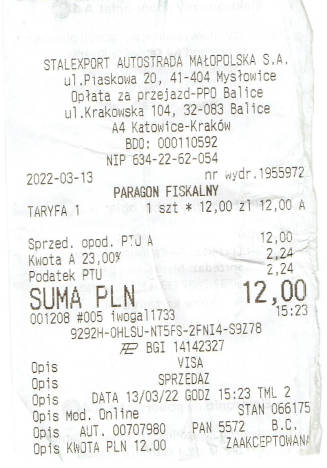 STALEXPORT AUTOSTRADA MAŁOPOLSKA S.A.
ul.Piaskowa 20, 41-404 Mysłowice
Opłata za przejazd-PPO Balice
ul.Krakowska 104, 32-083 Balice
A4 Katowice-Kraków
BDO: 000110592
NIP 634-22-62-054
2022-03-13 nr wydr.1955972
PARAGON FISKALNY
TARYFA 1 1 szt * 12,00 zl 12,00 A
Sprzed. opod. PTU A 12,00
Kwota A 23,00% 2,24
Podatek PTU 2,24
SUMA PLN 12,00
001208 #005 iwogal1733 15:23
9292H-OHLSU-NT5FS-2FNI4-S9Z78
BGI 14142327
Opis VISA
Opis SPRZEDAZ
Opis DATA 13/03/22 GODZ 15:23 TML 2
Opis Mod. Online STAN 066175
Opis AUT. 00707980 PAN 5572 B.C.
Opis KWOTA PLN 12.00 ZAAKCEPTOWANA